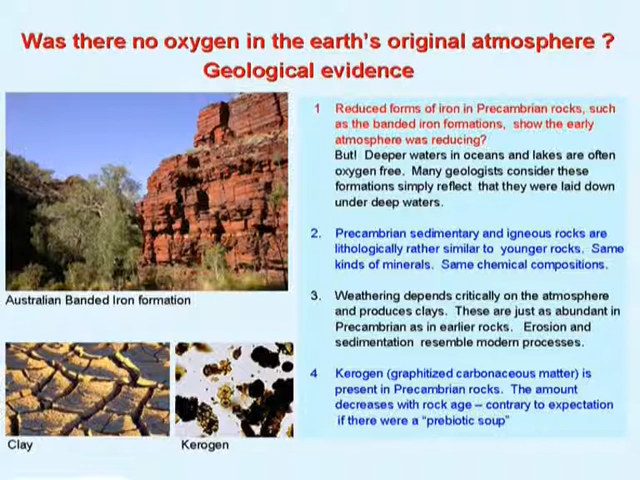 Was there no oxygen in the earth's original atmosphere ?
Geological evidence
1 Reduced forms of iron in Precambrian rocks, such
as the banded iron formations, show the early
atmosphere was reducing?
But! Deeper waters in oceans and lakes are often
oxygen free. Many geologists consider these
formations simply reflect that they were laid down
under deep waters.
2. Precambrian sedimentary and igneous rocks are
lithologically rather similar to younger rocks. Same
kinds of minerals. Same chemical compositions.
Australian Banded Iron formation
3. Weathering depends critically on the atmosphere
and produces clays. These are just as abundant in
Precambrian as in earlier rocks. Erosion and
sedimentation resemble modern processes.
4 Kerogen (graphitized carbonaceous matter) is
present in Precambrian rocks. The amount
decreases with rock age – contrary to expectation
if there were a "prebiotic soup"
Clay
Kerogen